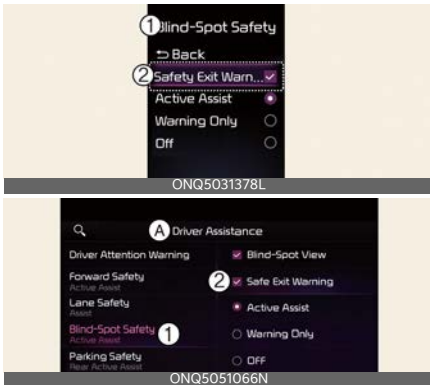 ① Blind-Spot Safety
Back
② Safety Exit Warn...
Active Assist
Warning Only
Off
ONQ5031378L
Ⓐ Driver Assistance
Driver Attention Warning
Blind-Spot View
Forward Safety
Active Assist
② Safe Exit Warning
Lane Safety
Assist
Active Assist
Blind-Spot Safety ①
Active Assist
Warning Only
Parking Safety
Rear Active Assist
OFF
ONQ5051066N